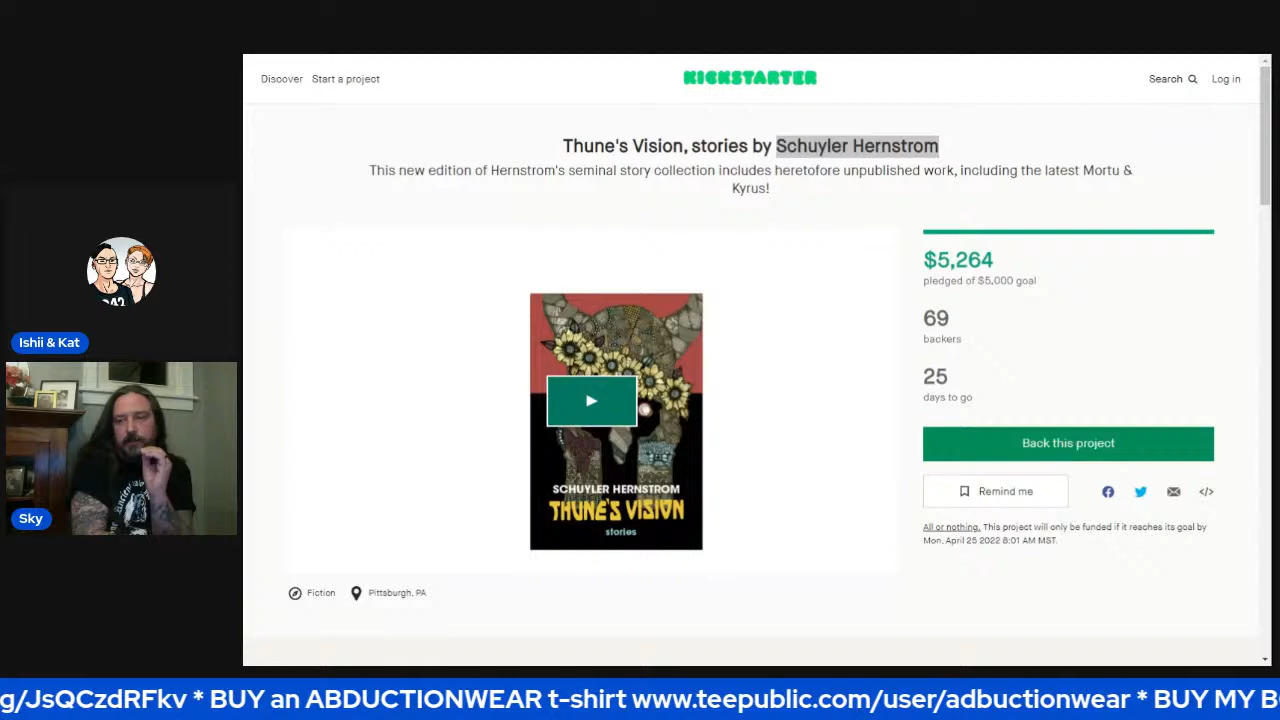 Discover Start a project
KICKSTARTER
Search Log in
Thune's Vision, stories by Schuyler Hernstrom
This new edition of Hernstrom's seminal story collection includes heretofore unpublished work, including the latest Mortu &
Kyrus!
$5,264
pledged of $5,000 goal
69
backers
25
days to go
Back this project
Remind me
All or nothing. This project will only be funded if it reaches its goal by
Mon, April 25 2022 8:01 AM MST.
SCHUYLER HERNSTROM
THUNE'S VISION
stories
Fiction Pittsburgh, PA
Ishii & Kat
Sky
g/JsQCzdRFkv * BUY an ABDUCTIONWEAR t-shirt www.teepublic.com/user/adbuctionwear * BUY MY B